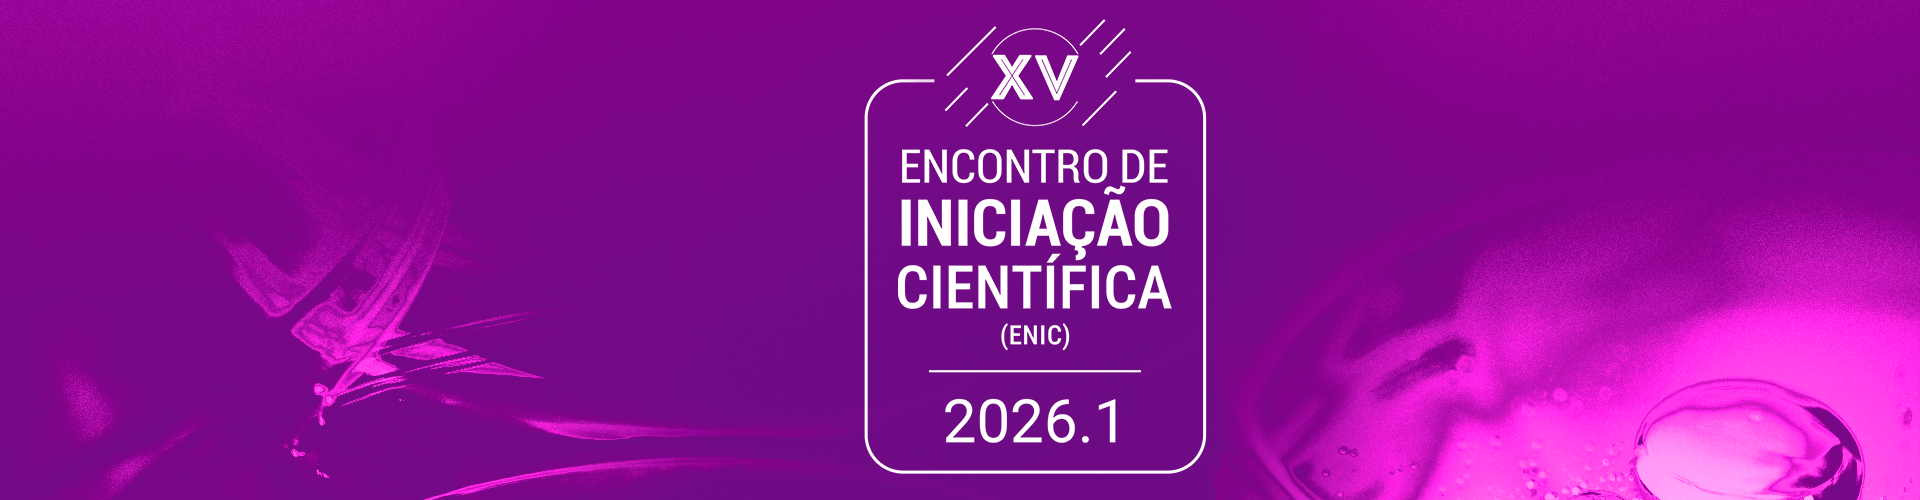 XV
ENCONTRO DE
INICIAÇÃO
CIENTÍFICA
(ENIC)
2026.1